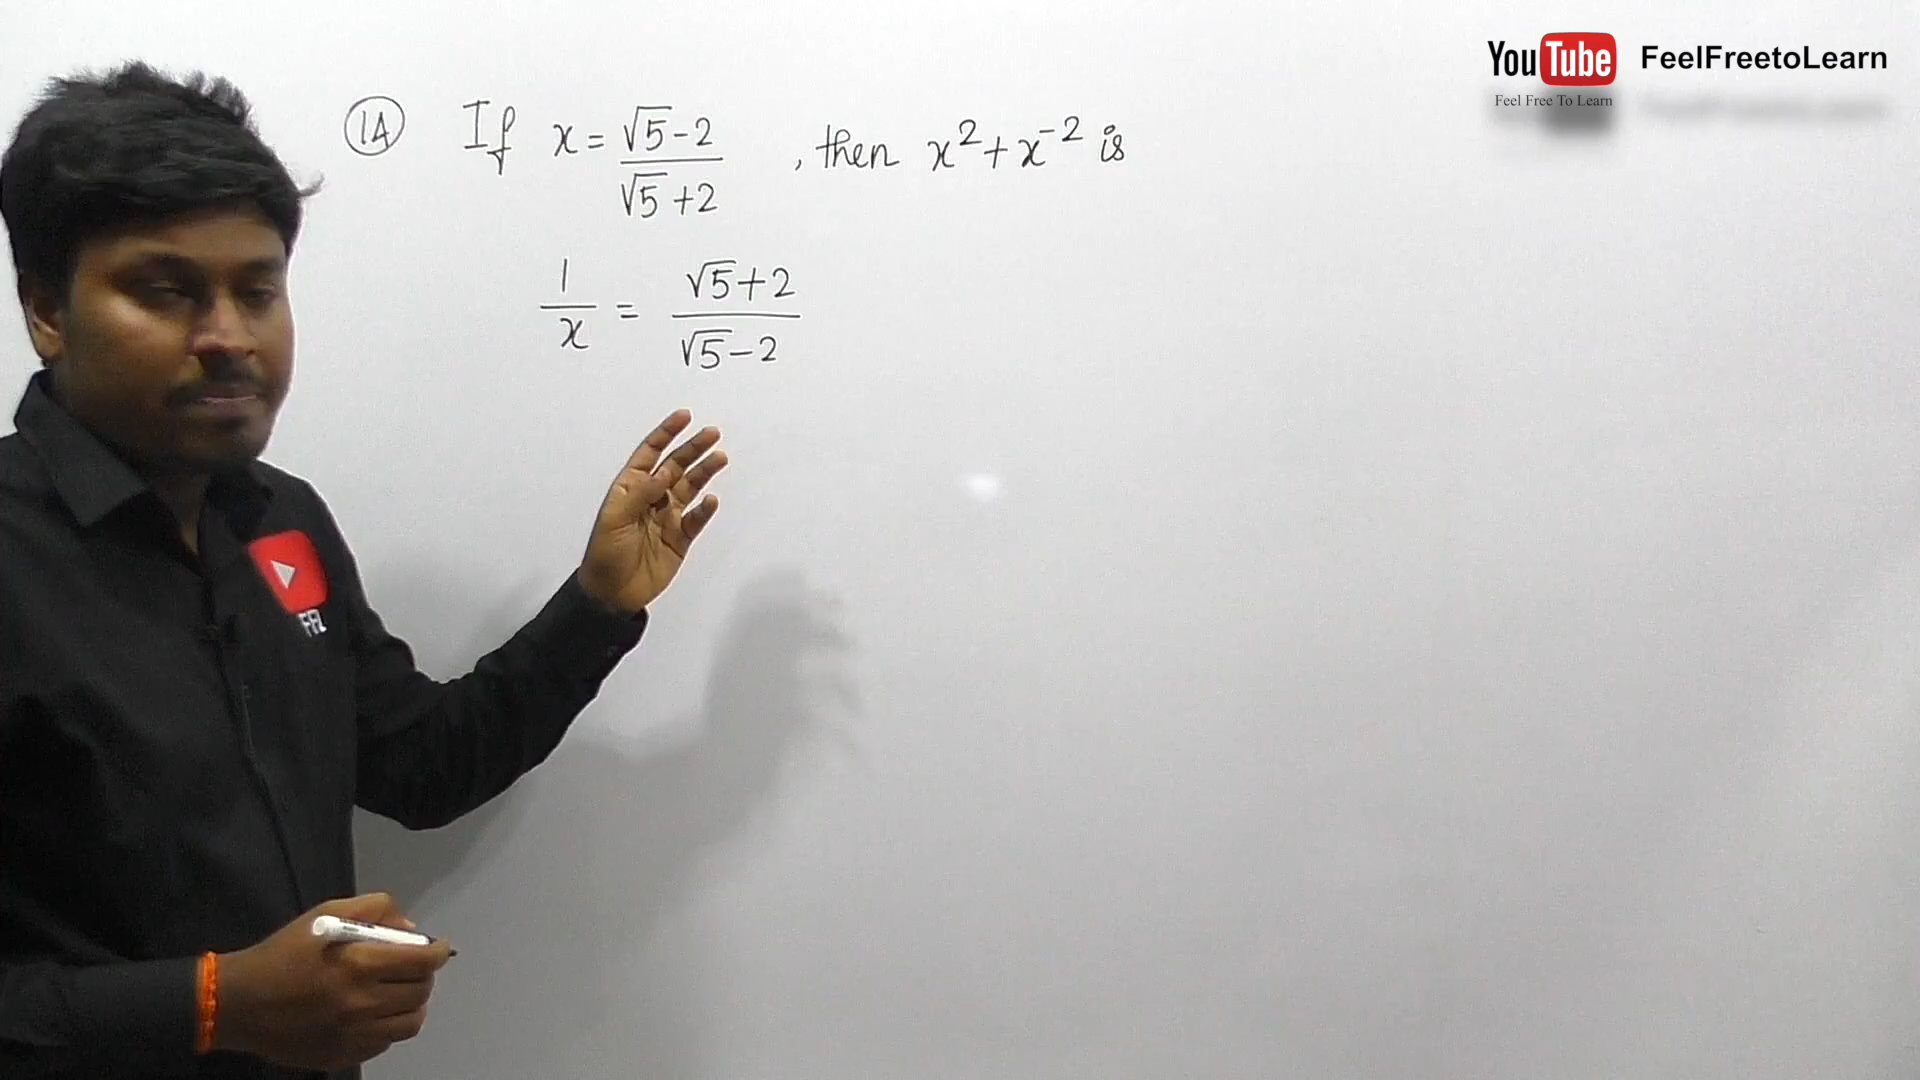 YouTube FeelFreetoLearn
Feel Free To Learn
14 If x = √5-2 / √5+2 , then x² + x⁻² is
1/x = √5+2 / √5-2
FFL